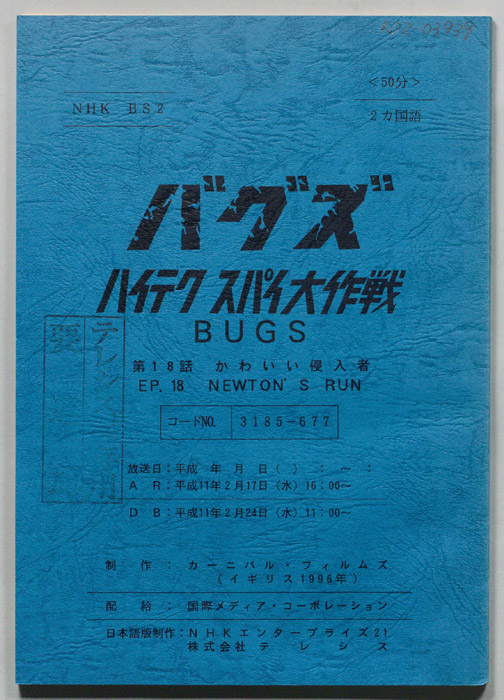 <50分>
NHK BS2
2カ国語
バグズ
ハイテク スパイ大作戦
BUGS
第18話 かわいい侵入者
EP. 18 NEWTON'S RUN
コードNO. 3185-677
放送日:平成 年 月 日( ) : ~ :
A R:平成11年2月17日(水)16:00~
D B:平成11年2月24日(水)11:00~
制 作:カーニバル・フィルムズ
(イギリス1996年)
配 給:国際メディア・コーポレーション
日本語版制作:NHKエンタープライズ21
株式会社テレシス